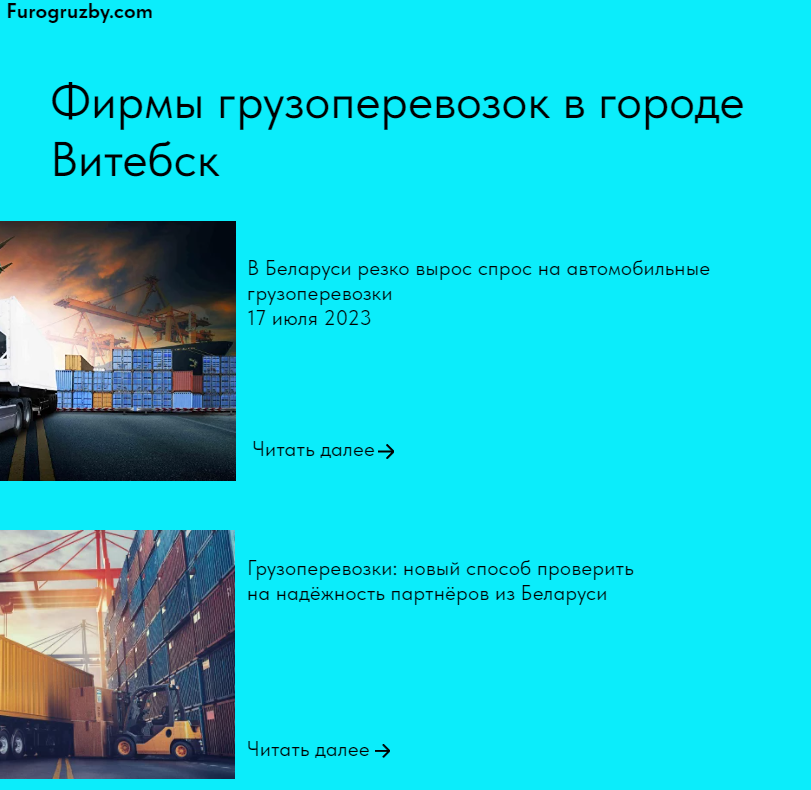 Furogruzby.com
Фирмы грузоперевозок в городе
Витебск
В Беларуси резко вырос спрос на автомобильные
грузоперевозки
17 июля 2023
Читать далее
Грузоперевозки: новый способ проверить
на надёжность партнёров из Беларуси
Читать далее